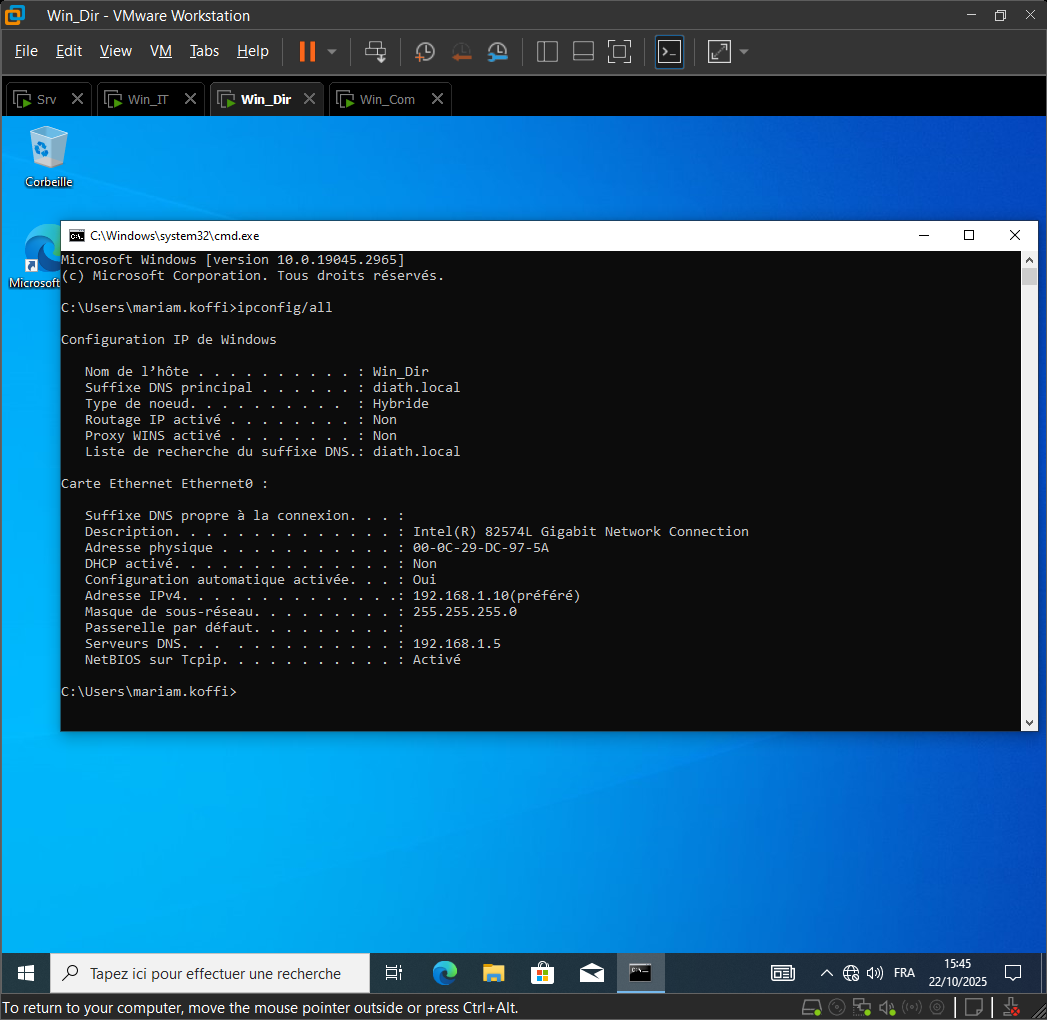 Win_Dir - VMware Workstation
File Edit View VM Tabs Help
Srv Win_IT Win_Dir Win_Com
Corbeille
Microsoft
C:\Windows\system32\cmd.exe
Microsoft Windows [version 10.0.19045.2965]
(c) Microsoft Corporation. Tous droits réservés.
C:\Users\mariam.koffi>ipconfig/all
Configuration IP de Windows
Nom de l’hôte . . . . . . . . . . : Win_Dir
Suffixe DNS principal . . . . . . : diath.local
Type de noeud. . . . . . . . . .  : Hybride
Routage IP activé . . . . . . . . : Non
Proxy WINS activé . . . . . . . . : Non
Liste de recherche du suffixe DNS.: diath.local
Carte Ethernet Ethernet0 :
Suffixe DNS propre à la connexion. . . :
Description. . . . . . . . . . . . . . : Intel(R) 82574L Gigabit Network Connection
Adresse physique . . . . . . . . . . . : 00-0C-29-DC-97-5A
DHCP activé. . . . . . . . . . . . . . : Non
Configuration automatique activée. . . : Oui
Adresse IPv4. . . . . . . . . . . . . .: 192.168.1.10(préféré)
Masque de sous-réseau. . . . . . . . . : 255.255.255.0
Passerelle par défaut. . . . . . . . . :
Serveurs DNS. . .  . . . . . . . . . . : 192.168.1.5
NetBIOS sur Tcpip. . . . . . . . . . . : Activé
C:\Users\mariam.koffi>
Tapez ici pour effectuer une recherche
FRA
15:45
22/10/2025
To return to your computer, move the mouse pointer outside or press Ctrl+Alt.